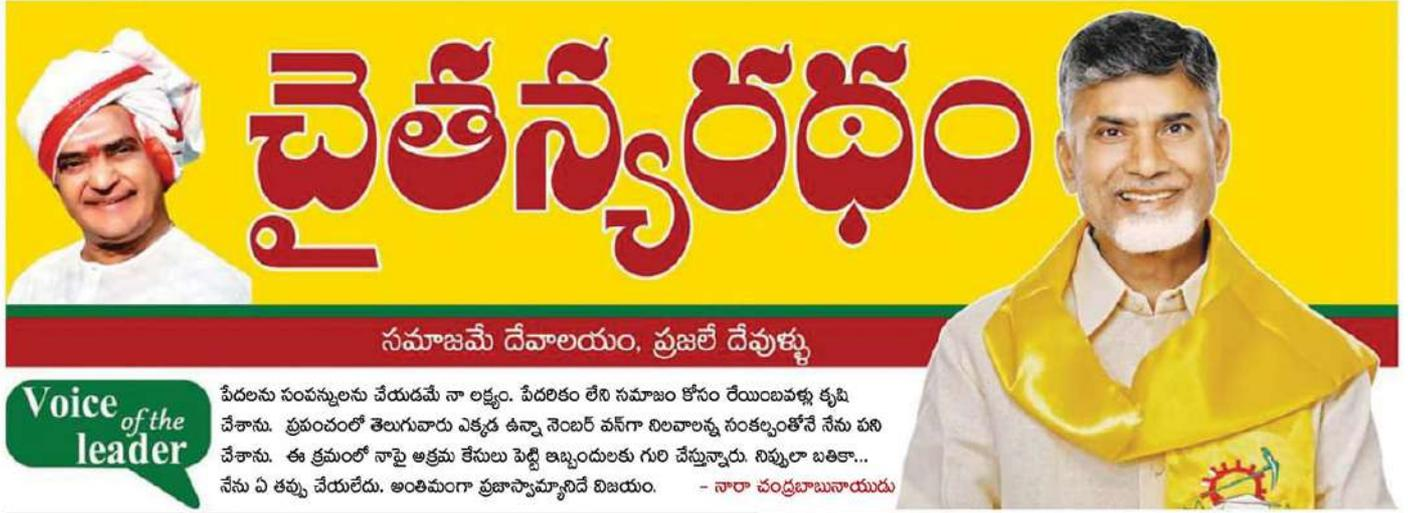 చైతన్యరథం
సమాజమే దేవాలయం, ప్రజలే దేవుళ్ళు
Voice of the leader
పేదలను సంపన్నులను చేయడమే నా లక్ష్యం. పేదరికం లేని సమాజం కోసం రేయింబవళ్లు కృషి
చేశాను. ప్రపంచంలో తెలుగువారు ఎక్కడ ఉన్నా నెంబర్ వన్‌గా నిలవాలన్న సంకల్పంతోనే నేను పని
చేశాను. ఈ క్రమంలో నాపై అక్రమ కేసులు పెట్టి ఇబ్బందులకు గురి చేస్తున్నారు. నిప్పులా బతికా...
నేను ఏ తప్పు చేయలేదు. అంతిమంగా ప్రజాస్వామ్యానిదే విజయం. – నారా చంద్రబాబునాయుడు